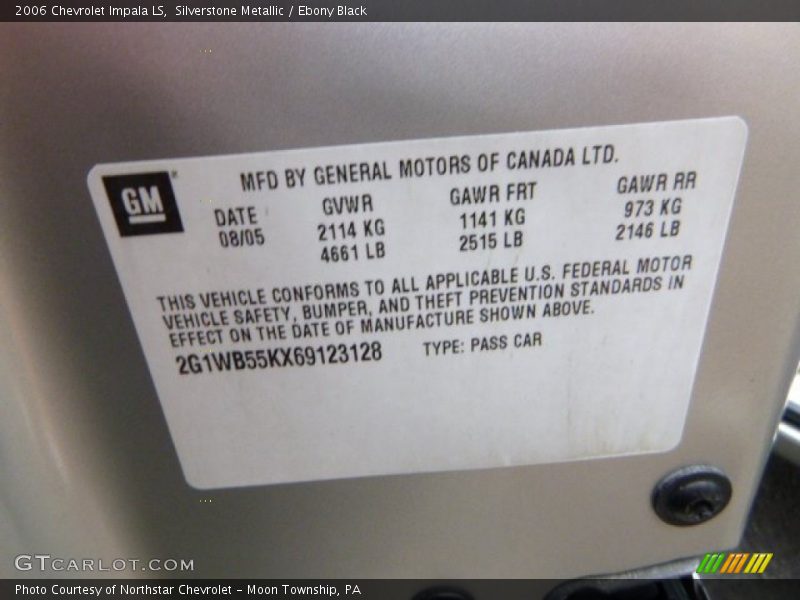 2006 Chevrolet Impala LS, Silverstone Metallic / Ebony Black
GM
MFD BY GENERAL MOTORS OF CANADA LTD.
DATE GVWR GAWR FRT GAWR RR
08/05 2114 KG 1141 KG 973 KG
4661 LB 2515 LB 2146 LB
THIS VEHICLE CONFORMS TO ALL APPLICABLE U.S. FEDERAL MOTOR
VEHICLE SAFETY, BUMPER, AND THEFT PREVENTION STANDARDS IN
EFFECT ON THE DATE OF MANUFACTURE SHOWN ABOVE.
2G1WB55KX69123128 TYPE: PASS CAR
GTCARLOT.COM
Photo Courtesy of Northstar Chevrolet - Moon Township, PA